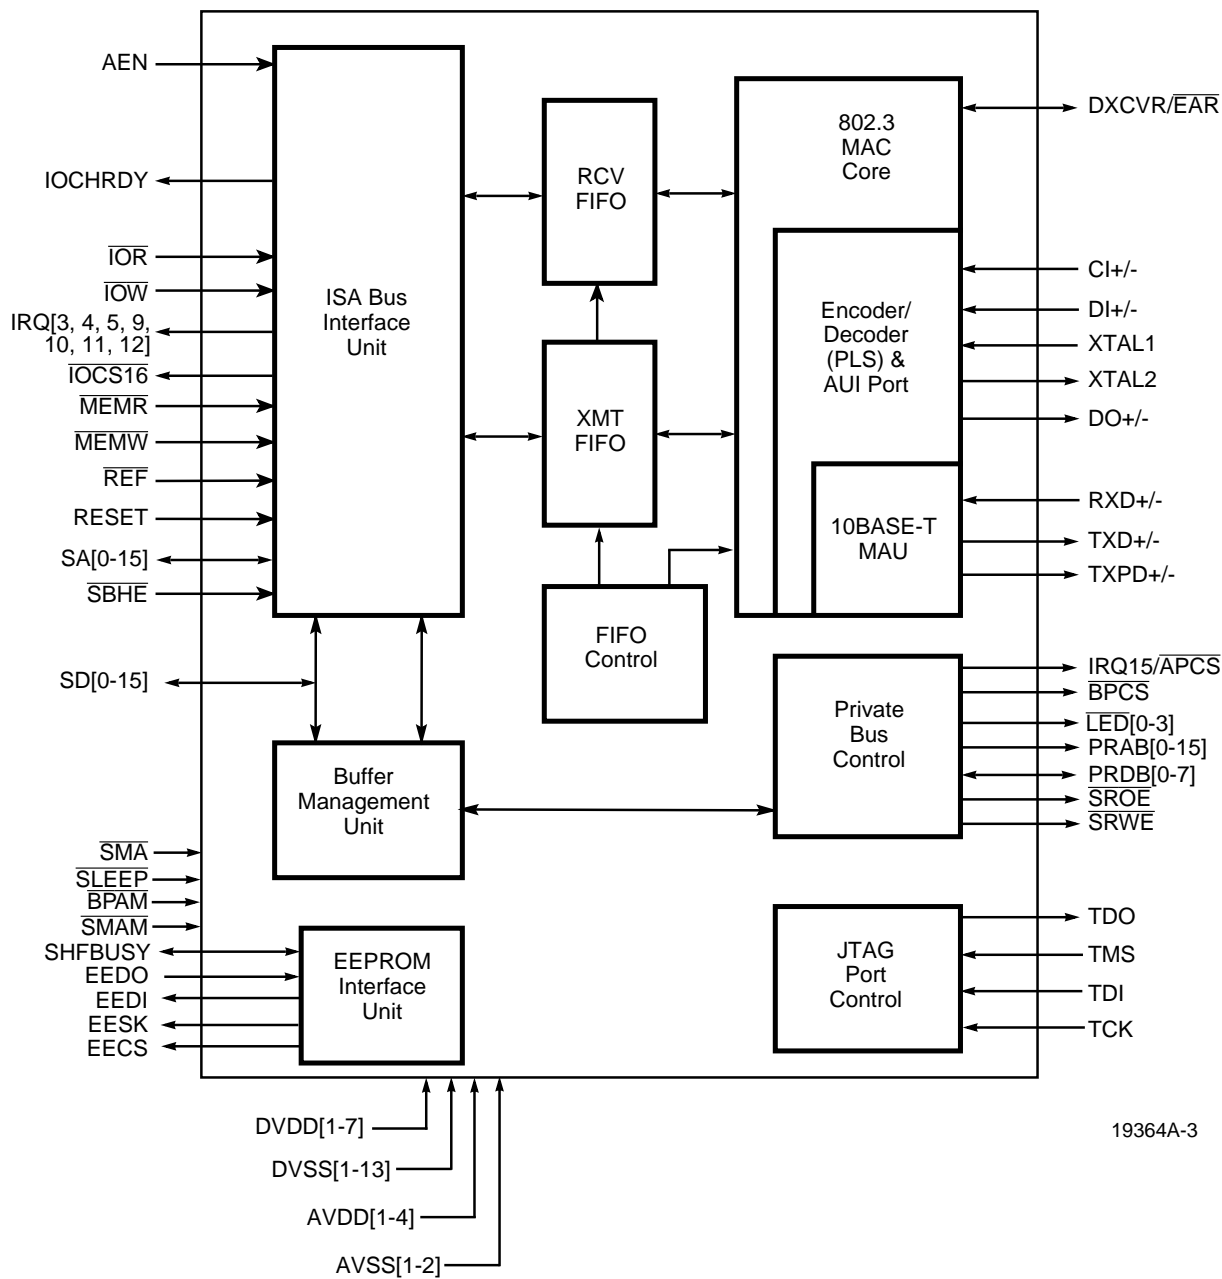 AEN
IOCHRDY
IOR
IOW
IRQ[3, 4, 5, 9,
10, 11, 12]
IOCS16
MEMR
MEMW
REF
RESET
SA[0-15]
SBHE
SD[0-15]
SMA
SLEEP
BPAM
SMAM
SHFBUSY
EEDO
EEDI
EESK
EECS
ISA Bus
Interface
Unit
Buffer
Management
Unit
EEPROM
Interface
Unit
RCV
FIFO
XMT
FIFO
FIFO
Control
802.3
MAC
Core
Encoder/
Decoder
(PLS) &
AUI Port
10BASE-T
MAU
Private
Bus
Control
JTAG
Port
Control
DXCVR/EAR
CI+/-
DI+/-
XTAL1
XTAL2
DO+/-
RXD+/-
TXD+/-
TXPD+/-
IRQ15/APCS
BPCS
LED[0-3]
PRAB[0-15]
PRDB[0-7]
SROE
SRWE
TDO
TMS
TDI
TCK
DVDD[1-7]
DVSS[1-13]
AVDD[1-4]
AVSS[1-2]
19364A-3